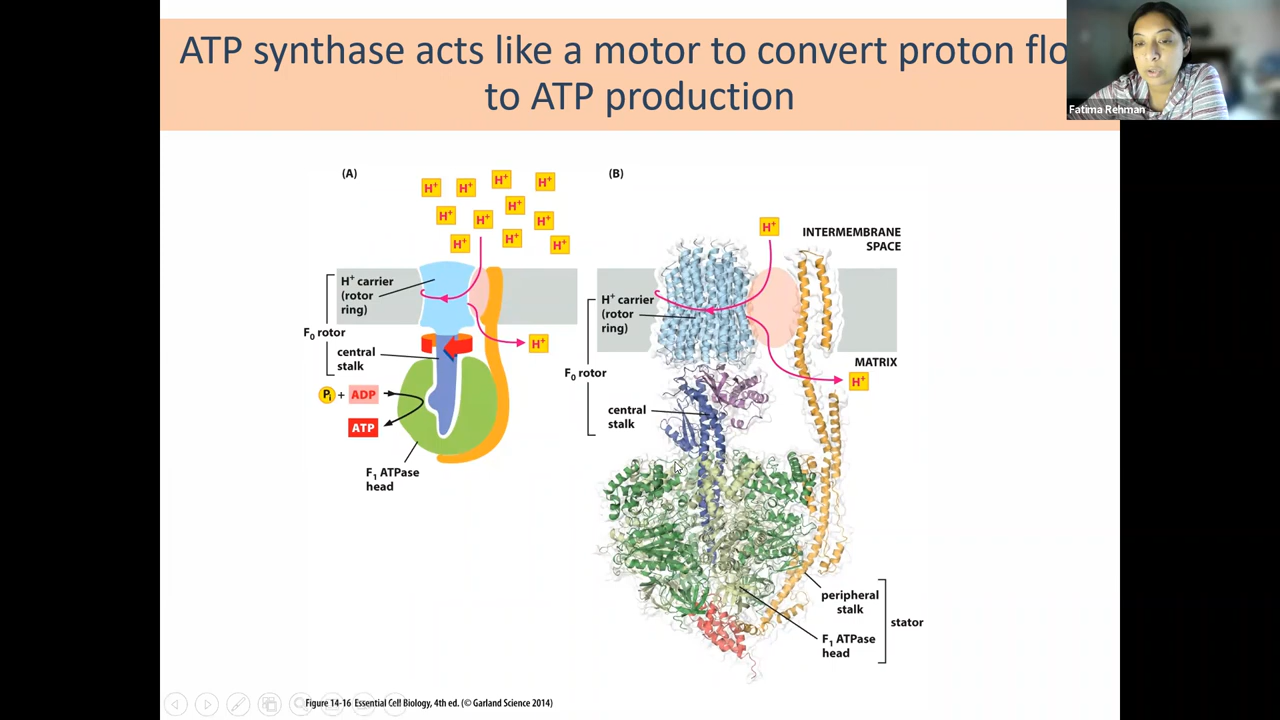 ATP synthase acts like a motor to convert proton flo
to ATP production
Fatima Rehman
(A)
H+
H+
H+
H+
H+
H+
H+
H+
H+
H+
H+
H+ carrier
(rotor
ring)
F0 rotor
central
stalk
H+
Pi + ADP
ATP
F1 ATPase
head
(B)
H+
INTERMEMBRANE
SPACE
H+ carrier
(rotor
ring)
MATRIX
F0 rotor
H+
central
stalk
peripheral
stalk
stator
F1 ATPase
head
Figure 14-16 Essential Cell Biology, 4th ed. (© Garland Science 2014)